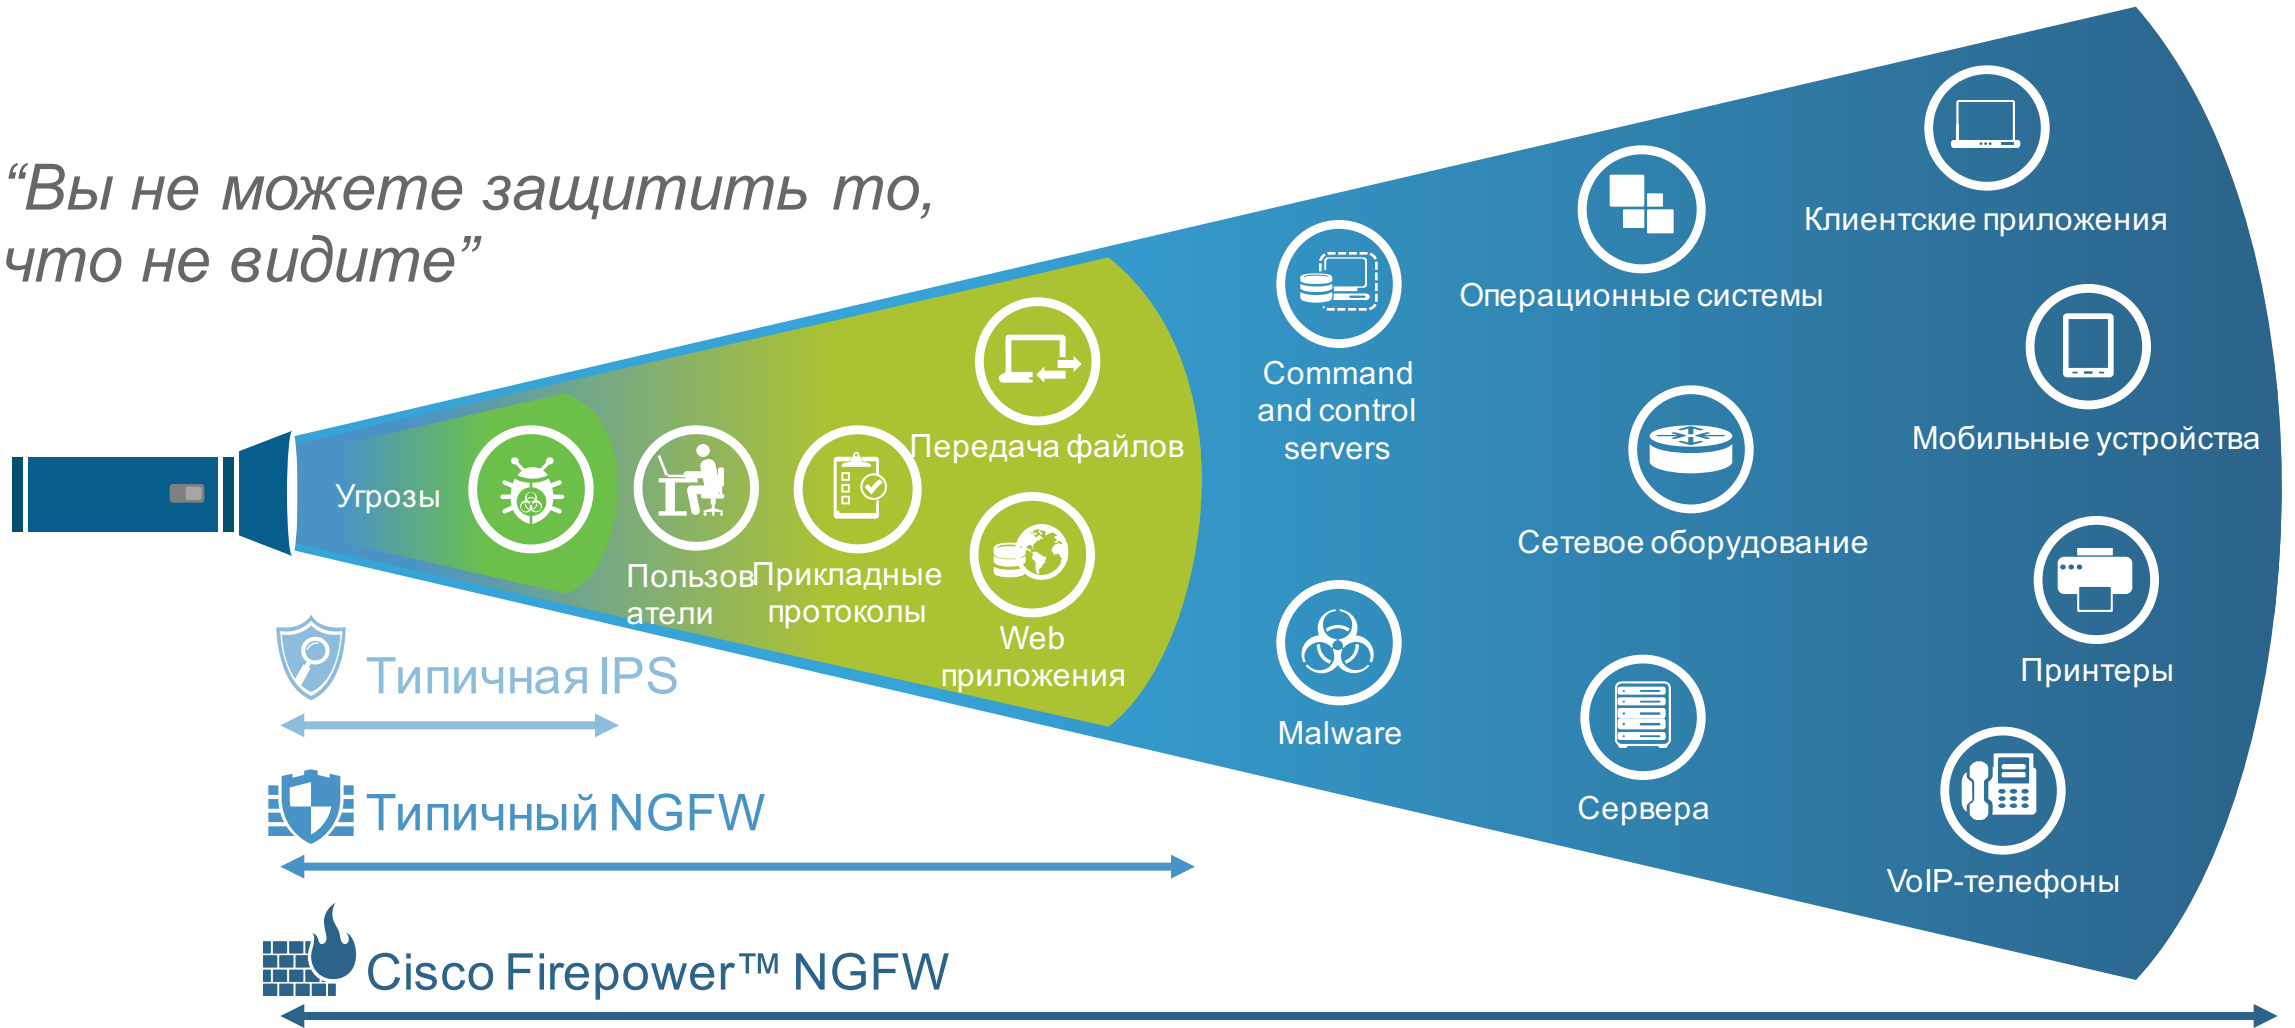 “Вы не можете защитить то,
что не видите”
Угрозы
Пользов
атели
Прикладные
протоколы
Передача файлов
Web
приложения
Command
and control
servers
Malware
Операционные системы
Сетевое оборудование
Сервера
Клиентские приложения
Мобильные устройства
Принтеры
VoIP-телефоны
Типичная IPS
Типичный NGFW
Cisco Firepower™ NGFW